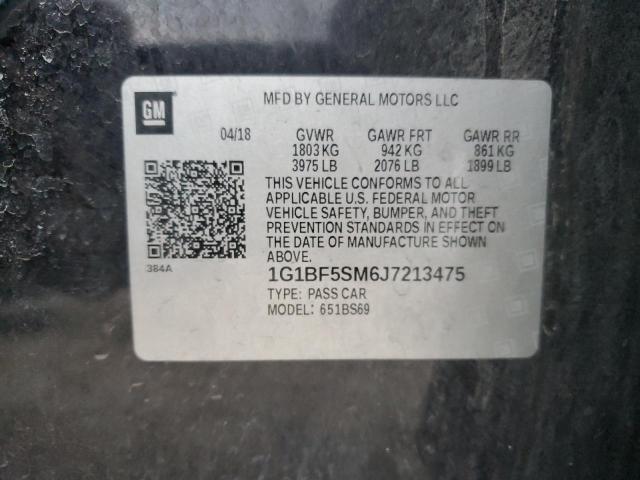 GM
MFD BY GENERAL MOTORS LLC
04/18 GVWR GAWR FRT GAWR RR
1803 KG 942 KG 861 KG
3975 LB 2076 LB 1899 LB
THIS VEHICLE CONFORMS TO ALL
APPLICABLE U.S. FEDERAL MOTOR
VEHICLE SAFETY, BUMPER, AND THEFT
PREVENTION STANDARDS IN EFFECT ON
THE DATE OF MANUFACTURE SHOWN
ABOVE.
384A
1G1BF5SM6J7213475
TYPE: PASS CAR
MODEL: 651BS69